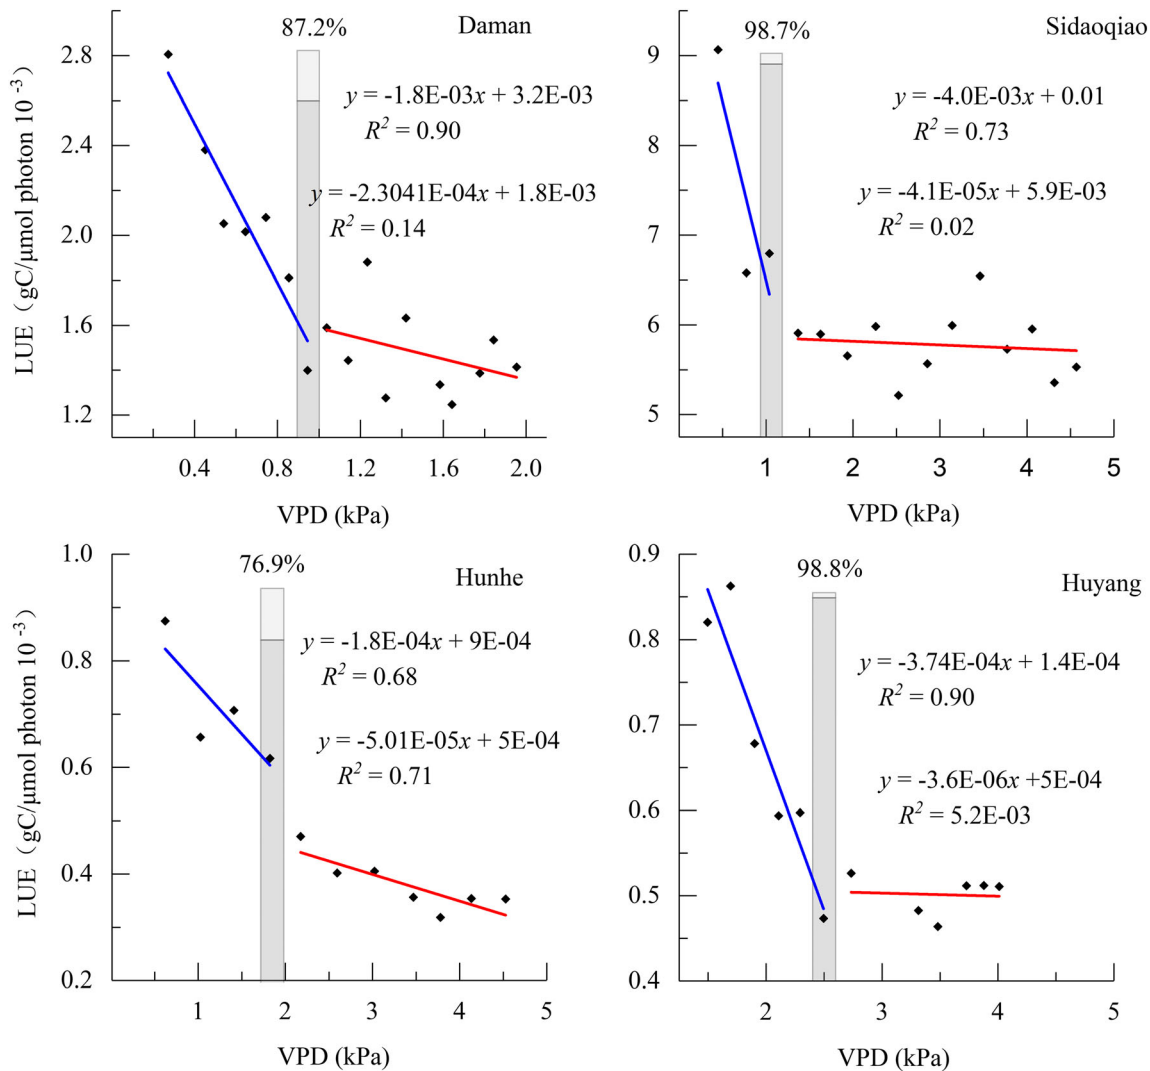 87.2%
Daman
y = -1.8E-03x + 3.2E-03
R² = 0.90
y = -2.3041E-04x + 1.8E-03
R² = 0.14
2.8
2.4
2.0
1.6
1.2
0.4 0.8 1.2 1.6 2.0
VPD (kPa)
LUE（gC/μmol photon 10 ⁻³）
98.7%
Sidaoqiao
y = -4.0E-03x + 0.01
R² = 0.73
y = -4.1E-05x + 5.9E-03
R² = 0.02
9
8
7
6
5
1 2 3 4 5
VPD (kPa)
76.9%
Hunhe
y = -1.8E-04x + 9E-04
R² = 0.68
y = -5.01E-05x + 5E-04
R² = 0.71
1.0
0.8
0.6
0.4
0.2
1 2 3 4 5
VPD (kPa)
LUE（gC/μmol photon 10 ⁻³）
98.8%
Huyang
y = -3.74E-04x + 1.4E-04
R² = 0.90
y = -3.6E-06x +5E-04
R² = 5.2E-03
0.9
0.8
0.7
0.6
0.5
0.4
2 3 4 5
VPD (kPa)